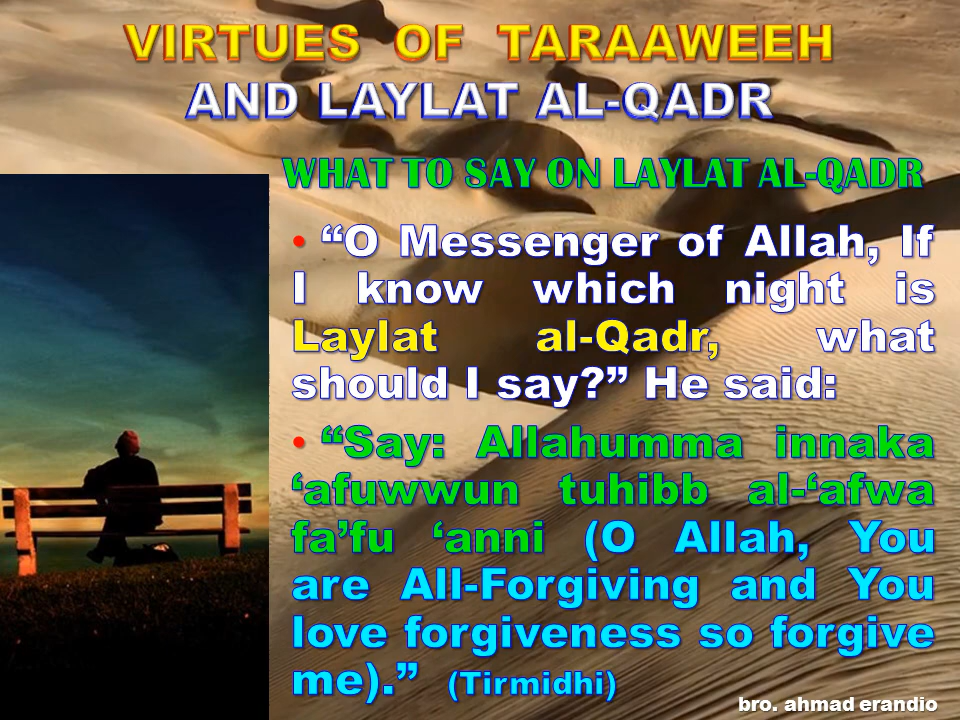 VIRTUES OF TARAAWEEH
AND LAYLAT AL-QADR
WHAT TO SAY ON LAYLAT AL-QADR
• “O Messenger of Allah, If
I know which night is
Laylat al-Qadr, what
should I say?” He said:
• “Say: Allahumma innaka
‘afuwwun tuhibb al-‘afwa
fa’fu ‘anni (O Allah, You
are All-Forgiving and You
love forgiveness so forgive
me).” (Tirmidhi)
bro. ahmad erandio